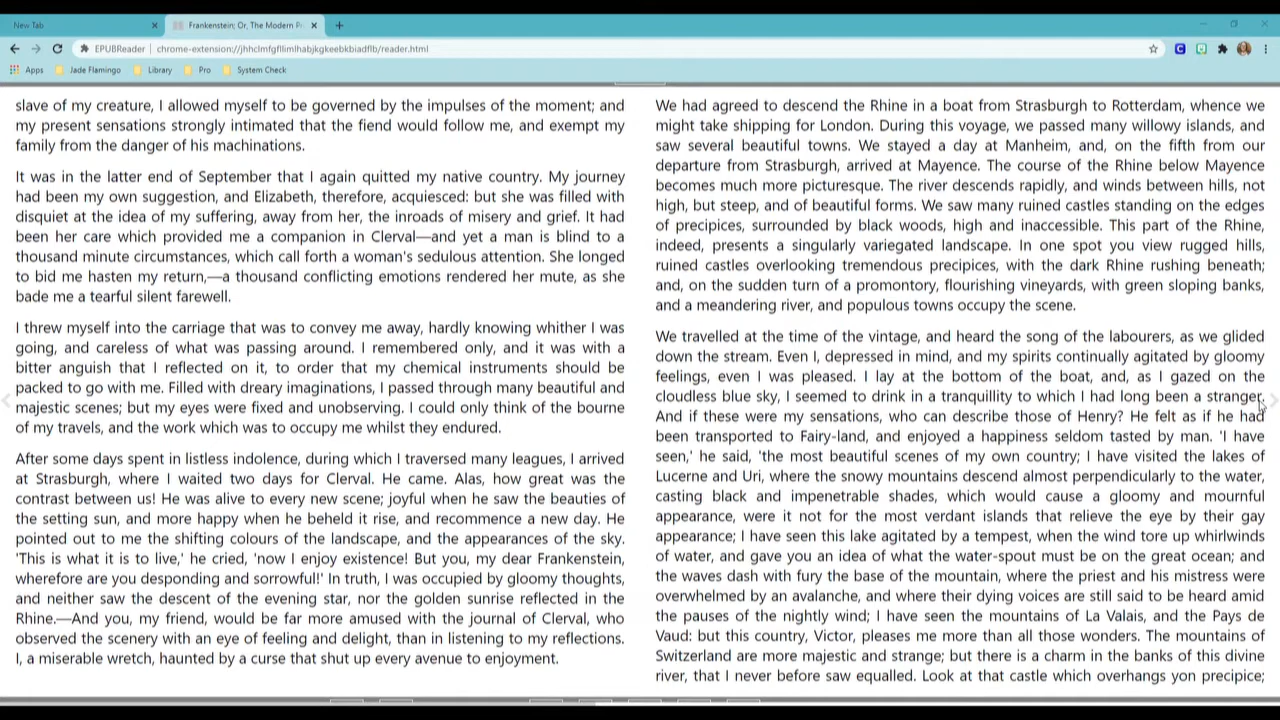 New Tab
Frankenstein; Or, The Modern Pr
EPUBReader
chrome-extension://jhhclmfgfllimlhabjkgkeebkbiadflb/reader.html
Apps
Jade Flamingo
Library
Pro
System Check
slave of my creature, I allowed myself to be governed by the impulses of the moment; and
my present sensations strongly intimated that the fiend would follow me, and exempt my
family from the danger of his machinations.
It was in the latter end of September that I again quitted my native country. My journey
had been my own suggestion, and Elizabeth, therefore, acquiesced: but she was filled with
disquiet at the idea of my suffering, away from her, the inroads of misery and grief. It had
been her care which provided me a companion in Clerval—and yet a man is blind to a
thousand minute circumstances, which call forth a woman's sedulous attention. She longed
to bid me hasten my return,—a thousand conflicting emotions rendered her mute, as she
bade me a tearful silent farewell.
I threw myself into the carriage that was to convey me away, hardly knowing whither I was
going, and careless of what was passing around. I remembered only, and it was with a
bitter anguish that I reflected on it, to order that my chemical instruments should be
packed to go with me. Filled with dreary imaginations, I passed through many beautiful and
majestic scenes; but my eyes were fixed and unobserving. I could only think of the bourne
of my travels, and the work which was to occupy me whilst they endured.
After some days spent in listless indolence, during which I traversed many leagues, I arrived
at Strasburgh, where I waited two days for Clerval. He came. Alas, how great was the
contrast between us! He was alive to every new scene; joyful when he saw the beauties of
the setting sun, and more happy when he beheld it rise, and recommence a new day. He
pointed out to me the shifting colours of the landscape, and the appearances of the sky.
'This is what it is to live,' he cried, 'now I enjoy existence! But you, my dear Frankenstein,
wherefore are you desponding and sorrowful!' In truth, I was occupied by gloomy thoughts,
and neither saw the descent of the evening star, nor the golden sunrise reflected in the
Rhine.—And you, my friend, would be far more amused with the journal of Clerval, who
observed the scenery with an eye of feeling and delight, than in listening to my reflections.
I, a miserable wretch, haunted by a curse that shut up every avenue to enjoyment.
We had agreed to descend the Rhine in a boat from Strasburgh to Rotterdam, whence we
might take shipping for London. During this voyage, we passed many willowy islands, and
saw several beautiful towns. We stayed a day at Manheim, and, on the fifth from our
departure from Strasburgh, arrived at Mayence. The course of the Rhine below Mayence
becomes much more picturesque. The river descends rapidly, and winds between hills, not
high, but steep, and of beautiful forms. We saw many ruined castles standing on the edges
of precipices, surrounded by black woods, high and inaccessible. This part of the Rhine,
indeed, presents a singularly variegated landscape. In one spot you view rugged hills,
ruined castles overlooking tremendous precipices, with the dark Rhine rushing beneath;
and, on the sudden turn of a promontory, flourishing vineyards, with green sloping banks,
and a meandering river, and populous towns occupy the scene.
We travelled at the time of the vintage, and heard the song of the labourers, as we glided
down the stream. Even I, depressed in mind, and my spirits continually agitated by gloomy
feelings, even I was pleased. I lay at the bottom of the boat, and, as I gazed on the
cloudless blue sky, I seemed to drink in a tranquillity to which I had long been a stranger.
And if these were my sensations, who can describe those of Henry? He felt as if he had
been transported to Fairy-land, and enjoyed a happiness seldom tasted by man. 'I have
seen,' he said, 'the most beautiful scenes of my own country; I have visited the lakes of
Lucerne and Uri, where the snowy mountains descend almost perpendicularly to the water,
casting black and impenetrable shades, which would cause a gloomy and mournful
appearance, were it not for the most verdant islands that relieve the eye by their gay
appearance; I have seen this lake agitated by a tempest, when the wind tore up whirlwinds
of water, and gave you an idea of what the water-spout must be on the great ocean; and
the waves dash with fury the base of the mountain, where the priest and his mistress were
overwhelmed by an avalanche, and where their dying voices are still said to be heard amid
the pauses of the nightly wind; I have seen the mountains of La Valais, and the Pays de
Vaud: but this country, Victor, pleases me more than all those wonders. The mountains of
Switzerland are more majestic and strange; but there is a charm in the banks of this divine
river, that I never before saw equalled. Look at that castle which overhangs yon precipice;